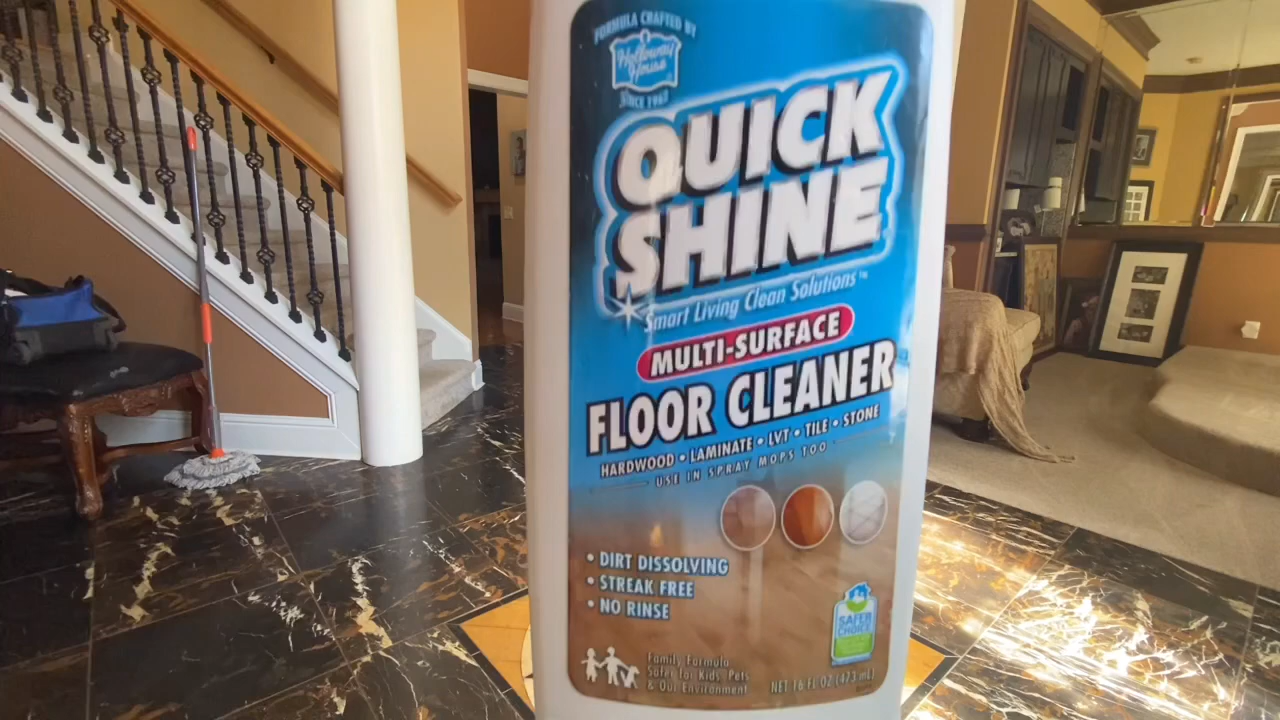 FORMULA CRAFTED BY
Holloway
House
SINCE 1963
QUICK
SHINE
Smart Living Clean Solutions™
MULTI-SURFACE
FLOOR CLEANER
HARDWOOD • LAMINATE • LVT • TILE • STONE
USE IN SPRAY MOPS TOO
• DIRT DISSOLVING
• STREAK FREE
• NO RINSE
SAFER
CHOICE
Family Formula
Safer for Kids, Pets
& Our Environment
NET 16 FL OZ (473 mL)